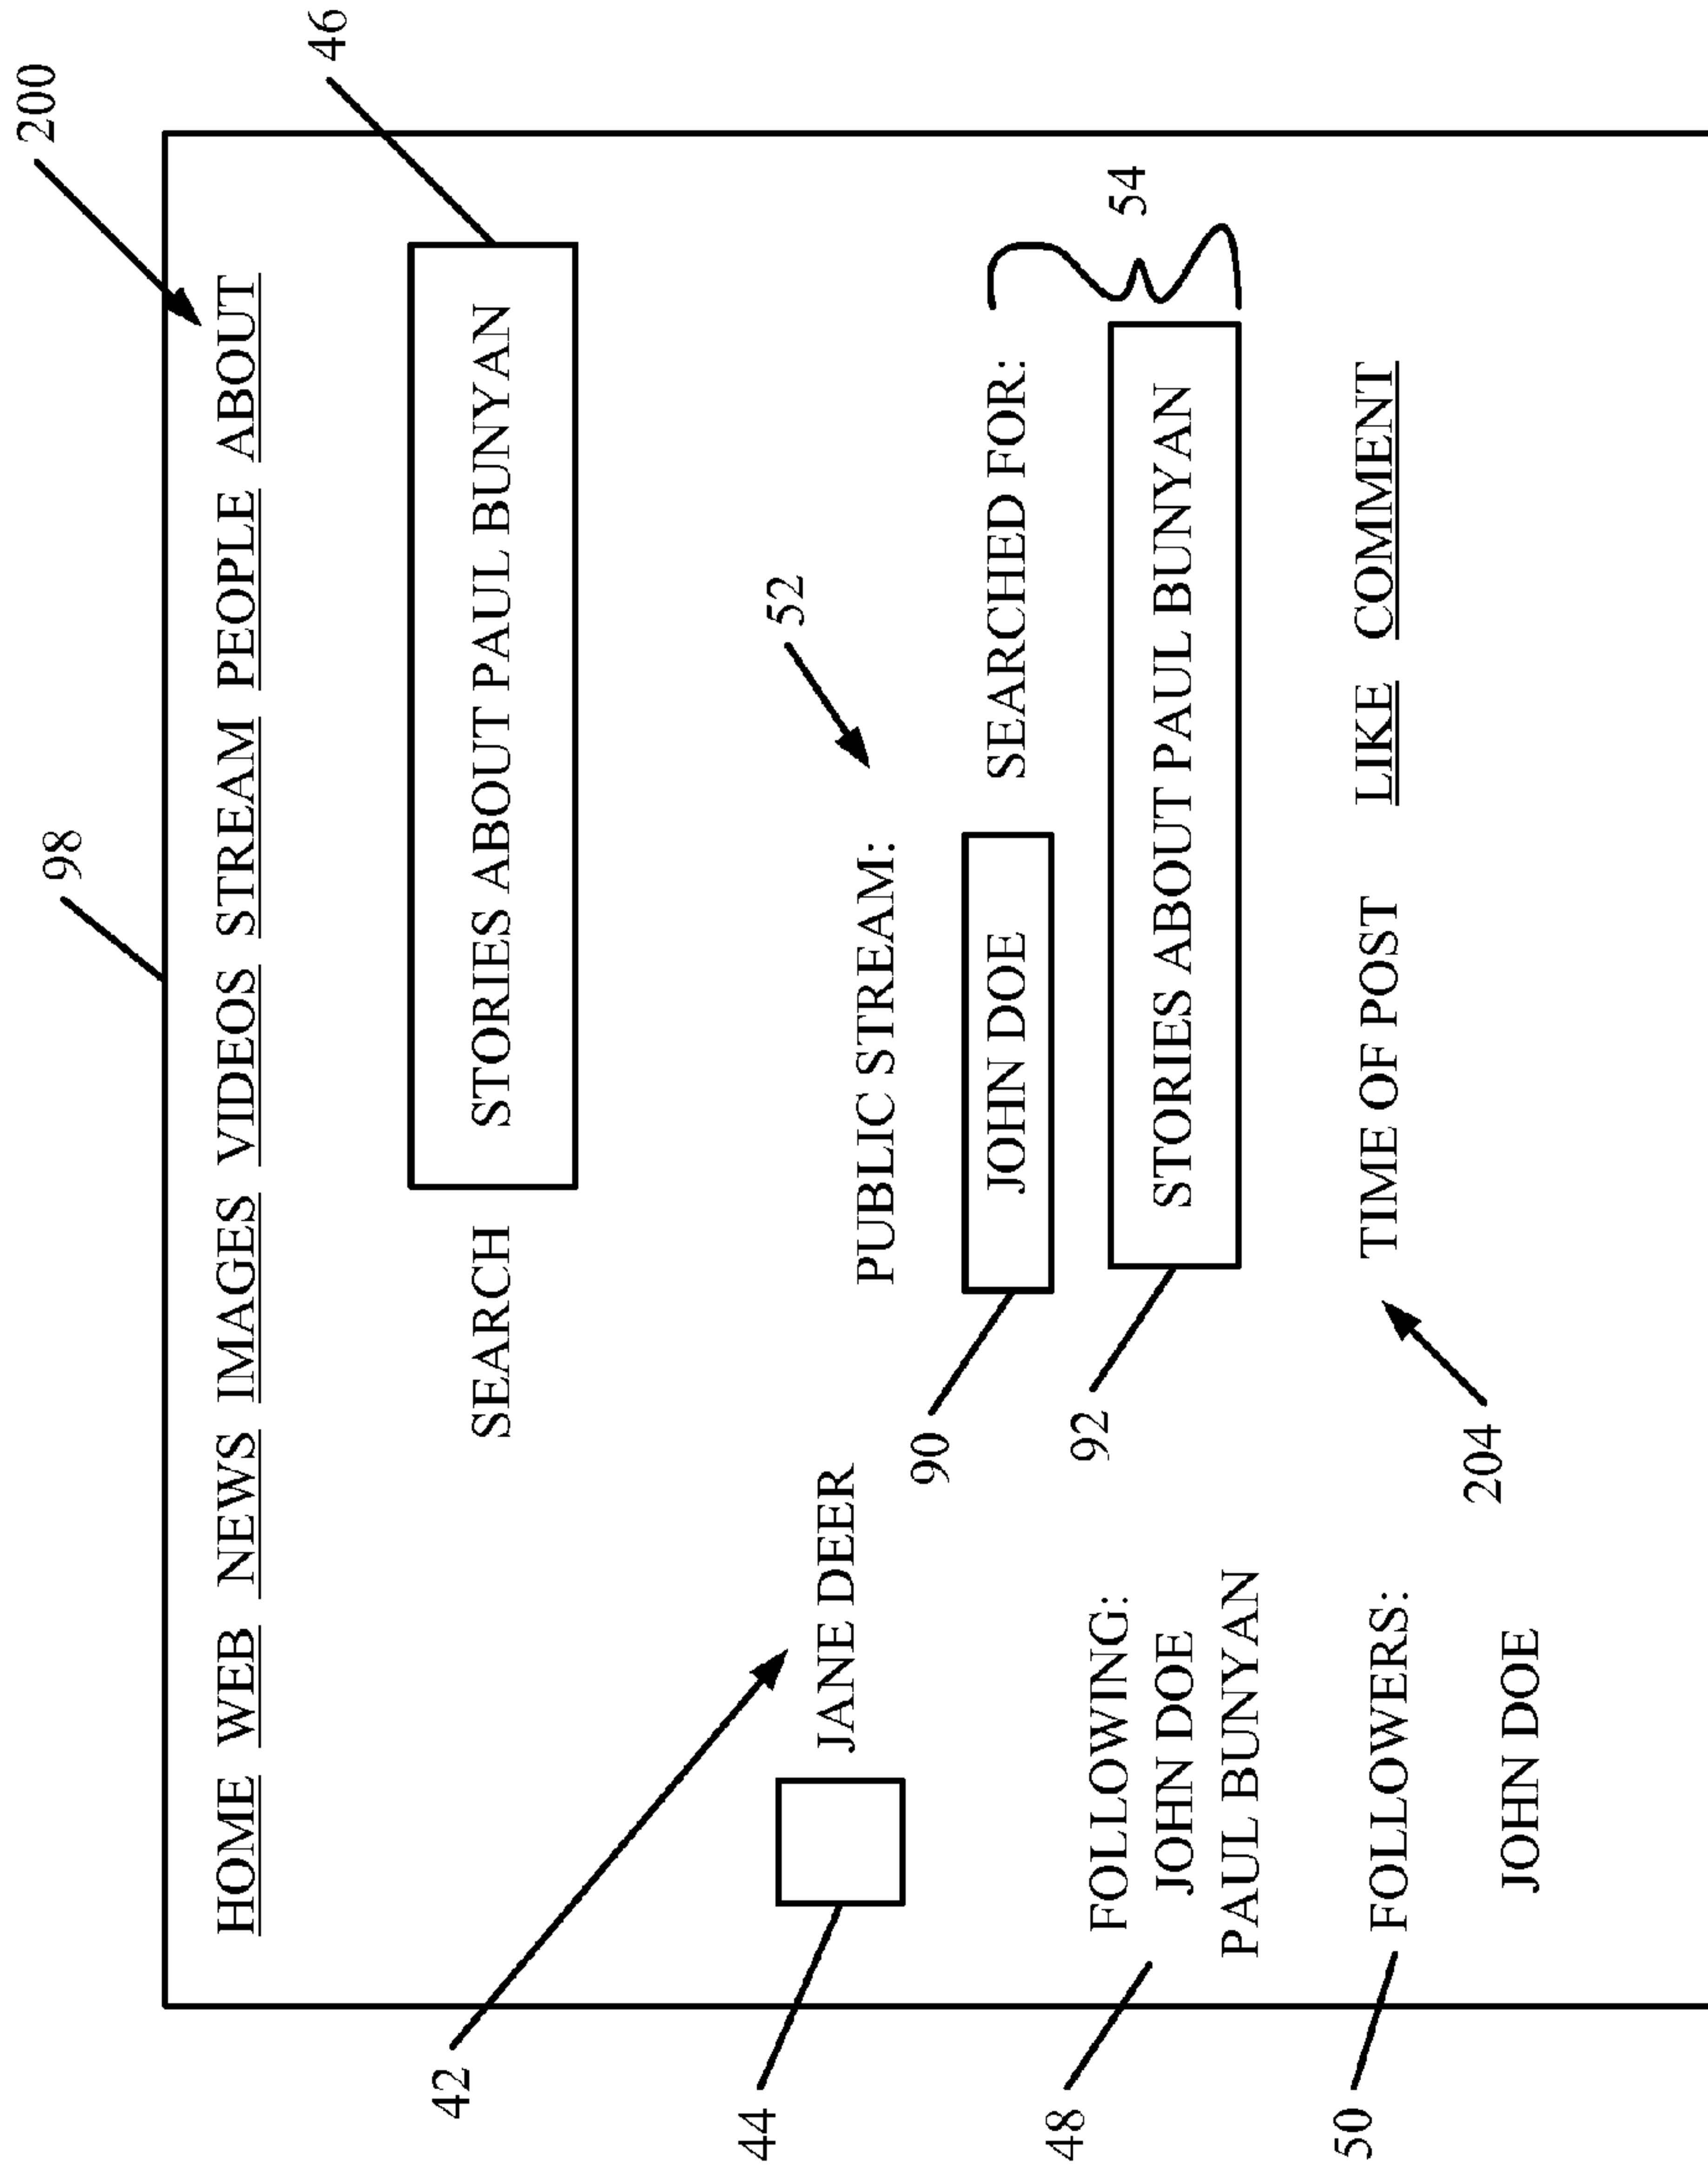 98
200
HOME WEB NEWS IMAGES VIDEOS STREAM PEOPLE ABOUT
46
SEARCH STORIES ABOUT PAUL BUNYAN
42
52
44
JANE DEER
PUBLIC STREAM:
90
JOHN DOE SEARCHED FOR:
54
48
FOLLOWING:
JOHN DOE
PAUL BUNYAN
92
STORIES ABOUT PAUL BUNYAN
50
FOLLOWERS:
JOHN DOE
204
TIME OF POST LIKE COMMENT